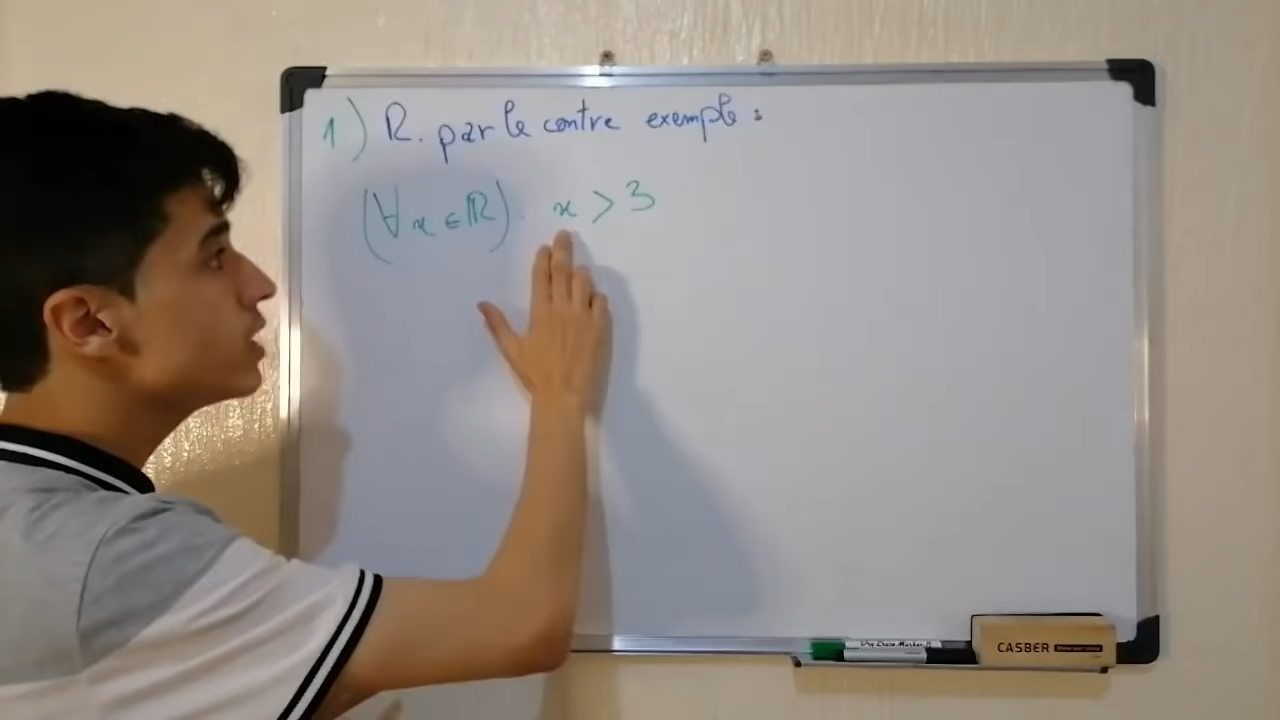 1) R. par le contre exemple :
(∀x ∈ ℝ). x > 3
CASBER